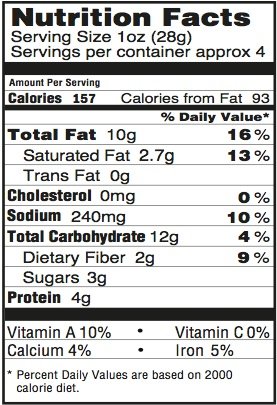 Nutrition Facts
Serving Size 1oz (28g)
Servings per container approx 4
Amount Per Serving
Calories 157 Calories from Fat 93
% Daily Value*
Total Fat 10g 16%
Saturated Fat 2.7g 13%
Trans Fat 0g
Cholesterol 0mg 0%
Sodium 240mg 10%
Total Carbohydrate 12g 4%
Dietary Fiber 2g 9%
Sugars 3g
Protein 4g
Vitamin A 10% • Vitamin C 0%
Calcium 4% • Iron 5%
* Percent Daily Values are based on 2000
calorie diet.